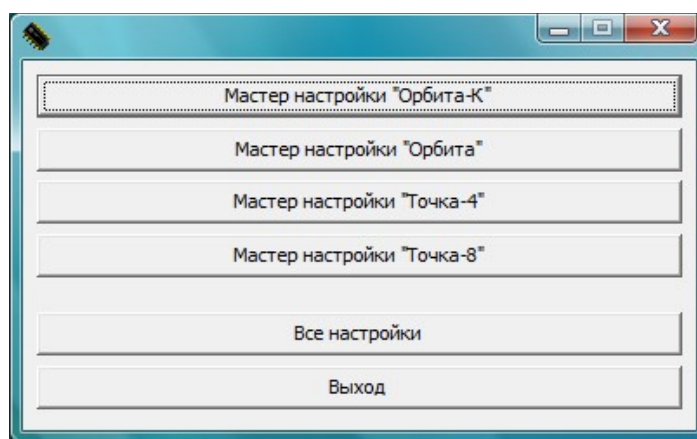 Мастер настройки "Орбита-К"
Мастер настройки "Орбита"
Мастер настройки "Точка-4"
Мастер настройки "Точка-8"
Все настройки
Выход